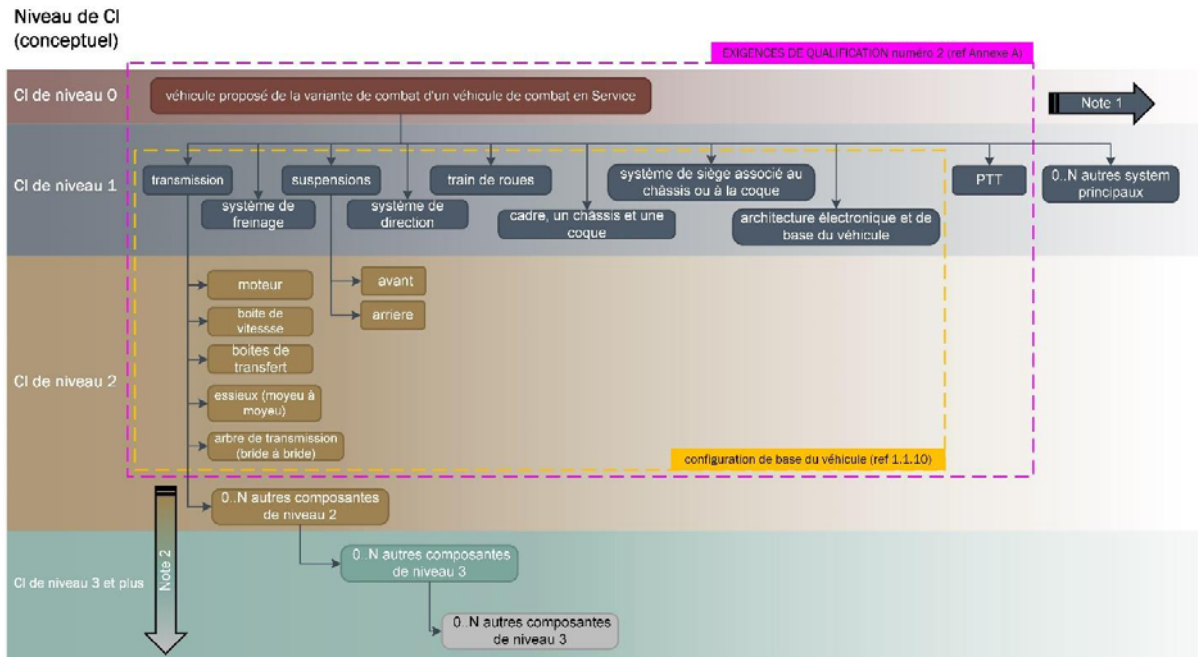 Niveau de CI
(conceptuel)
EXIGENCES DE QUALIFICATION numéro 2 (ref Annexe A)
CI de niveau 0
véhicule proposé de la variante de combat d'un véhicule de combat en Service
Note 1
CI de niveau 1
transmission
suspensions
train de roues
système de siège associé au
châssis ou à la coque
PTT
0..N autres system
principaux
système de
freinage
système de
direction
cadre, un châssis et une
coque
architecture électronique et de
base du véhicule
CI de niveau 2
moteur
boite de
vitessse
boites de
transfert
essieux (moyeu à
moyeu)
arbre de transmission
(bride à bride)
avant
arriere
configuration de base du véhicule (ref 1.1.10)
0..N autres composantes
de niveau 2
CI de niveau 3 et plus
Note 2
0..N autres composantes
de niveau 3
0..N autres composantes
de niveau 3